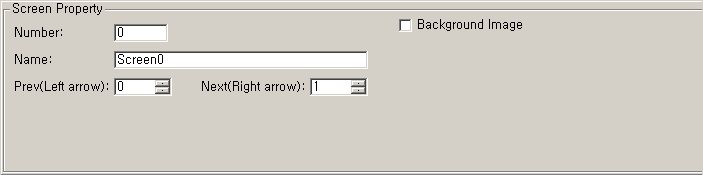 Screen Property
Number: 0
Background Image
Name: Screen0
Prev(Left arrow): 0 Next(Right arrow): 1